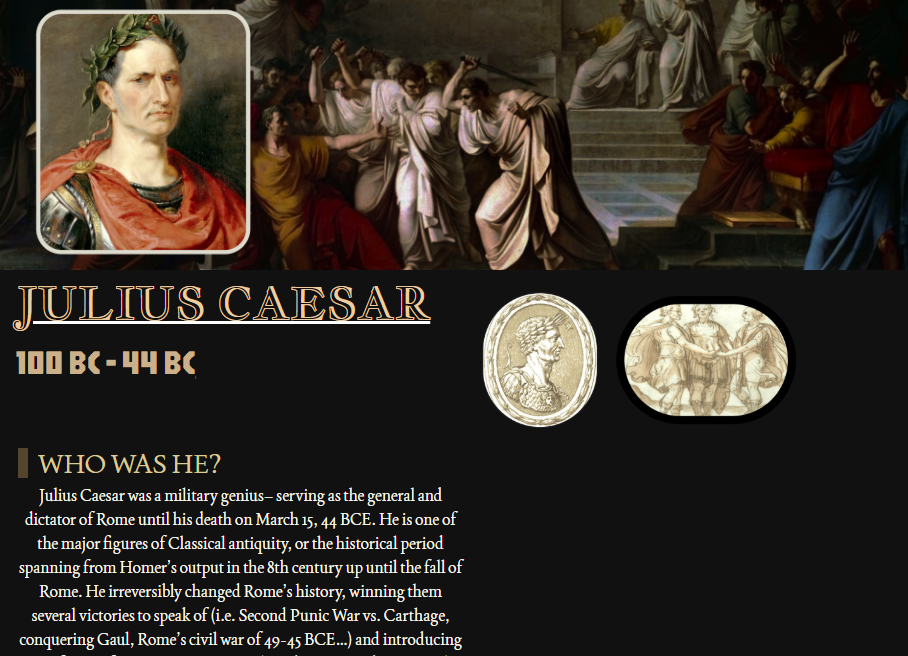 JULIUS CAESAR
100 BC - 44 BC
WHO WAS HE?
Julius Caesar was a military genius– serving as the general and
dictator of Rome until his death on March 15, 44 BCE. He is one of
the major figures of Classical antiquity, or the historical period
spanning from Homer's output in the 8th century up until the fall of
Rome. He irreversibly changed Rome's history, winning them
several victories to speak of (i.e. Second Punic War vs. Carthage,
conquering Gaul, Rome's civil war of 49-45 BCE...) and introducing